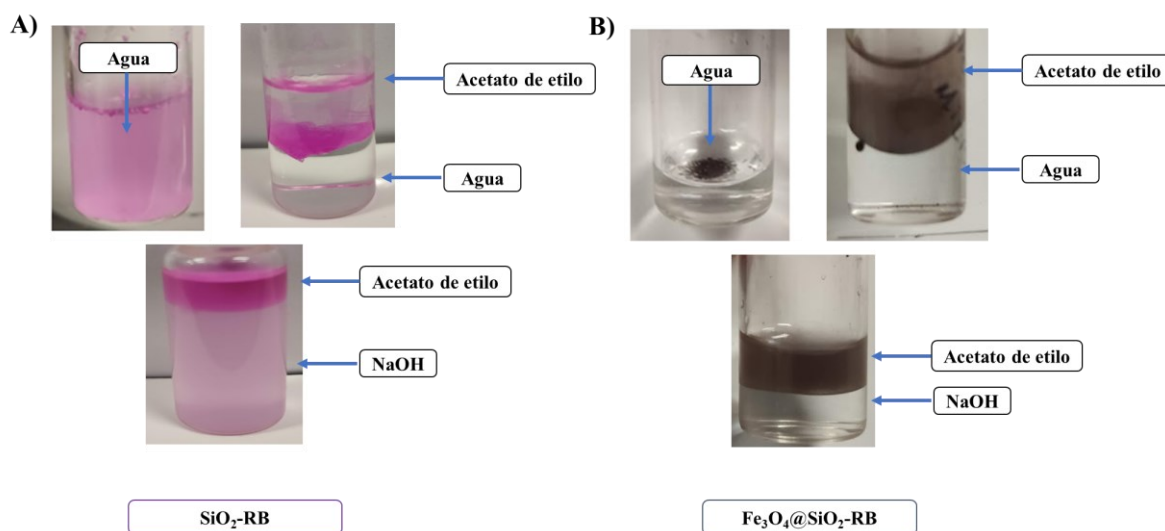 A)
Agua
Acetato de etilo
Agua
Acetato de etilo
NaOH
SiO₂-RB
B)
Agua
Acetato de etilo
Agua
Acetato de etilo
NaOH
Fe₃O₄@SiO₂-RB